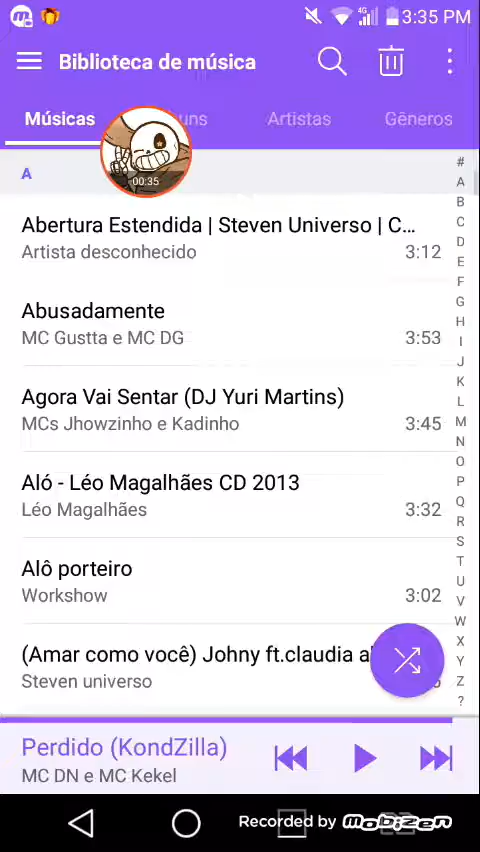 4G
3:35 PM
Biblioteca de música
Músicas
uns
Artistas
Gêneros
00:35
A
Abertura Estendida | Steven Universo | C...
Artista desconhecido
3:12
Abusadamente
MC Gustta e MC DG
3:53
Agora Vai Sentar (DJ Yuri Martins)
MCs Jhowzinho e Kadinho
3:45
Aló - Léo Magalhães CD 2013
Léo Magalhães
3:32
Alô porteiro
Workshow
3:02
(Amar como você) Johny ft.claudia a
Steven universo
#
A
B
C
D
E
F
G
H
I
J
K
L
M
N
O
P
Q
R
S
T
U
V
W
X
Y
Z
?
Perdido (KondZilla)
MC DN e MC Kekel
Recorded by Mobizen